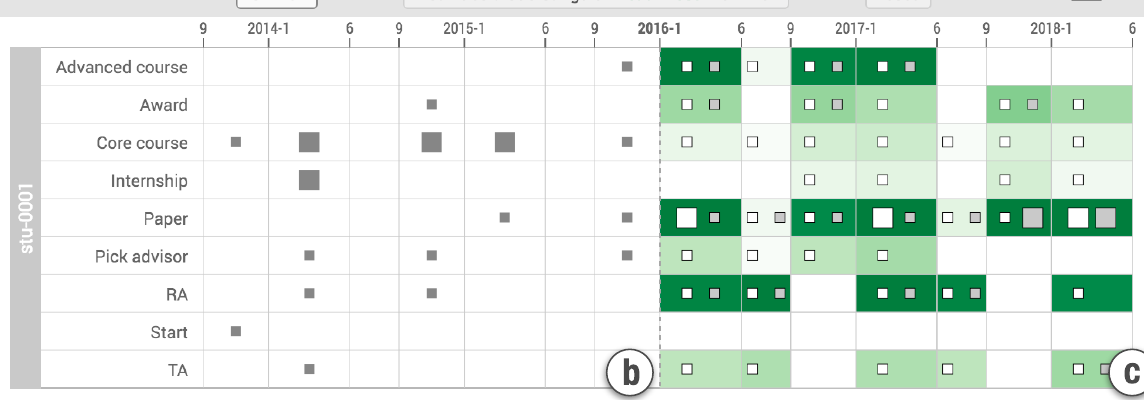 9 2014-1 6 9 2015-1 6 9 2016-1 6 9 2017-1 6 9 2018-1 6
stu-0001
Advanced course
Award
Core course
Internship
Paper
Pick advisor
RA
Start
TA
b
c